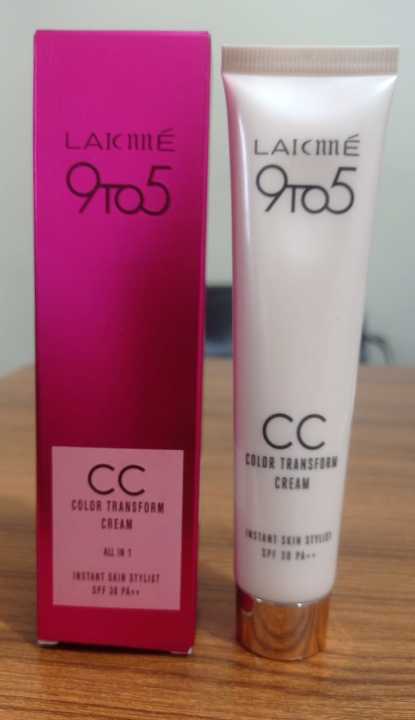 LAKMÉ
9TO5
CC
COLOR TRANSFORM
CREAM
ALL IN 1
INSTANT SKIN STYLIST
SPF 30 PA++
LAKMÉ
9TO5
CC
COLOR TRANSFORM
CREAM
INSTANT SKIN STYLIST
SPF 30 PA++